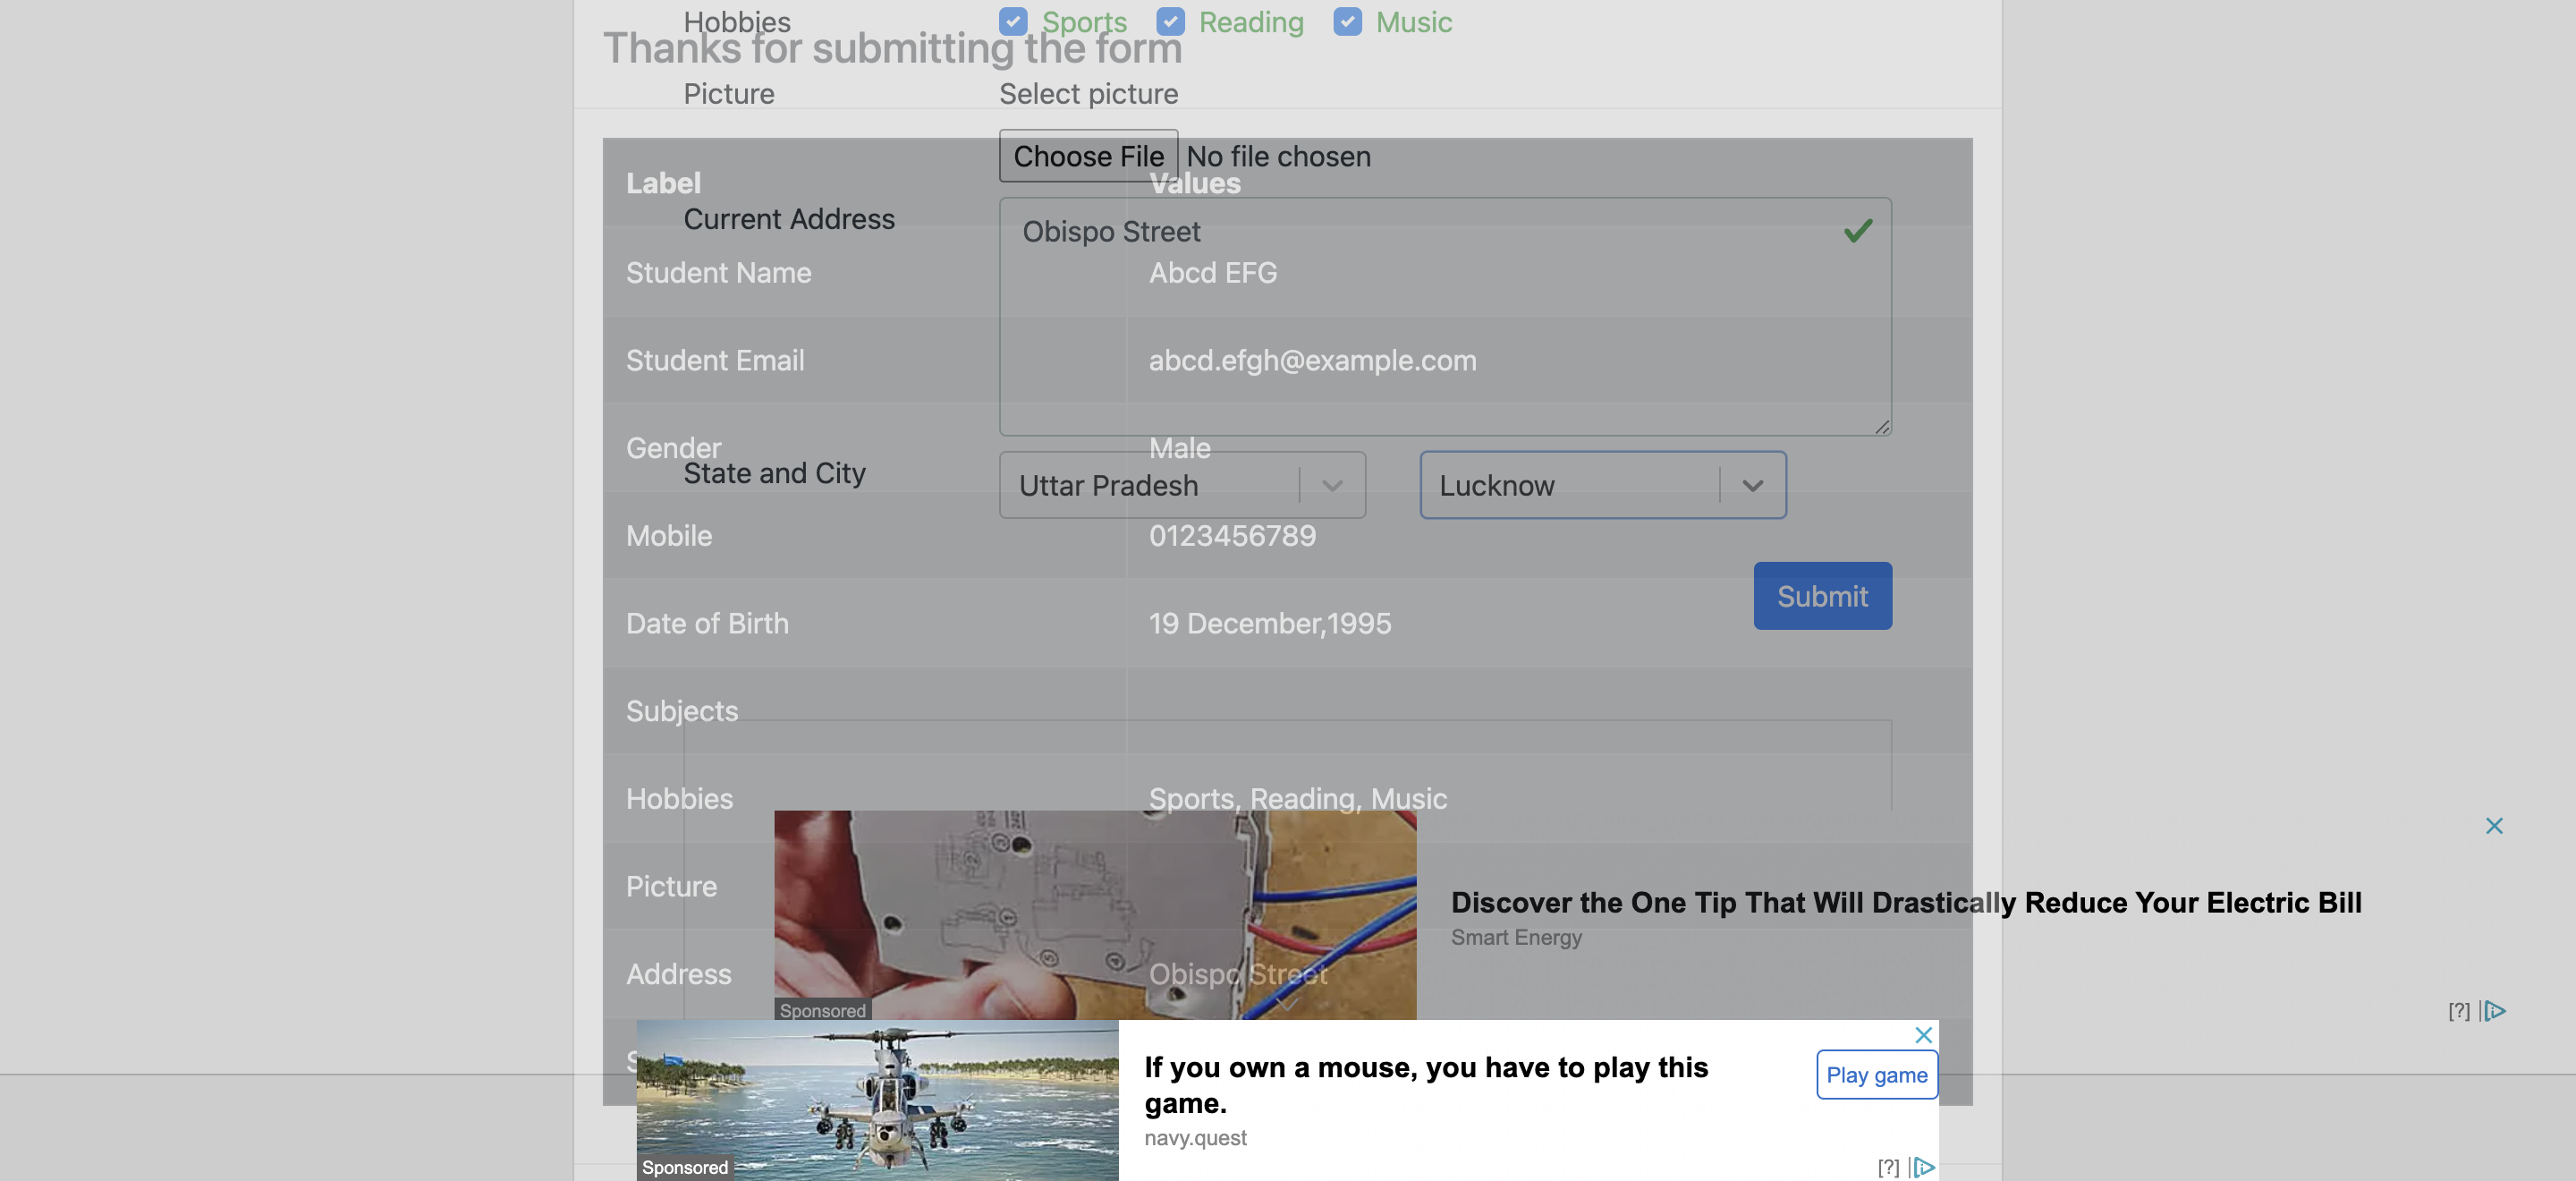 Hobbies
Sports Reading Music
Thanks for submitting the form
Picture
Select picture
Choose File No file chosen
Label Values
Current Address
Obispo Street
Student Name Abcd EFG
Student Email abcd.efgh@example.com
Gender Male
State and City
Uttar Pradesh Lucknow
Mobile 0123456789
Submit
Date of Birth 19 December,1995
Subjects
Hobbies Sports, Reading, Music
Picture
Discover the One Tip That Will Drastically Reduce Your Electric Bill
Smart Energy
Address Obispo Street
Sponsored
[?]
If you own a mouse, you have to play this
game.
Play game
navy.quest
Sponsored
[?]